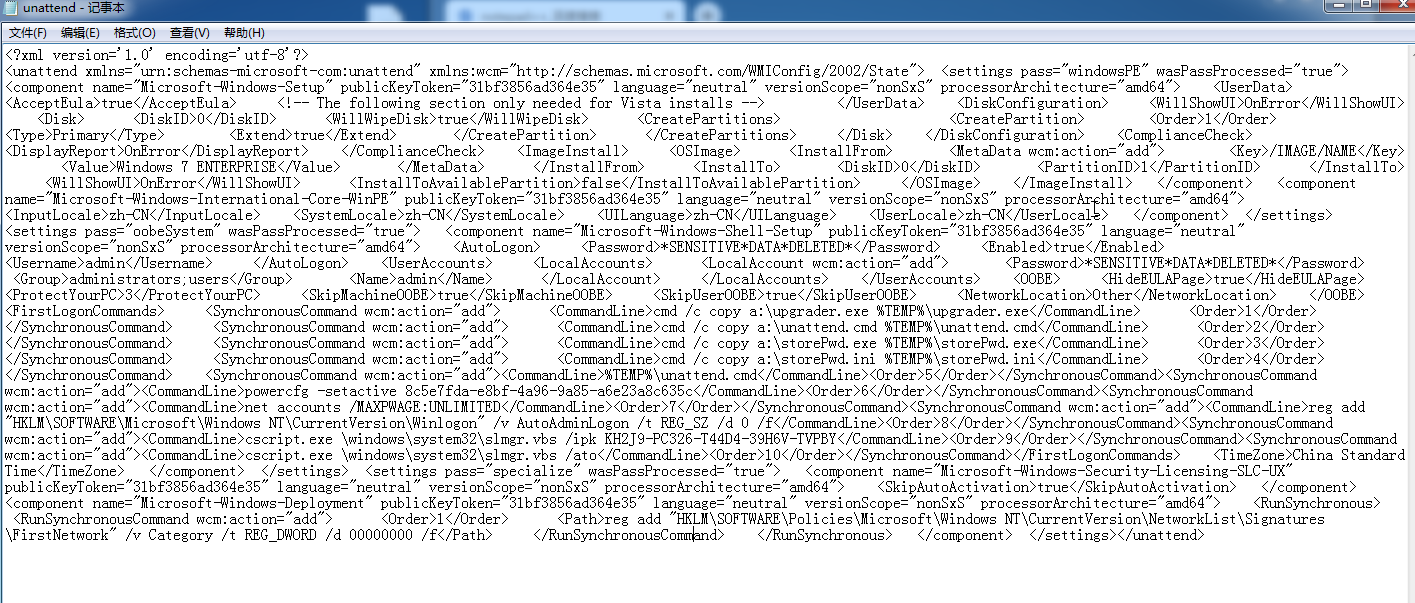 unattend - 记事本
文件(F) 编辑(E) 格式(O) 查看(V) 帮助(H)
<?xml version='1.0' encoding='utf-8'?>
<unattend xmlns="urn:schemas-microsoft-com:unattend" xmlns:wcm="http://schemas.microsoft.com/WMIConfig/2002/State"> <settings pass="windowsPE" wasPassProcessed="true">
<component name="Microsoft-Windows-Setup" publicKeyToken="31bf3856ad364e35" language="neutral" versionScope="nonSxS" processorArchitecture="amd64"> <UserData>
<AcceptEula>true</AcceptEula> <!-- The following section only needed for Vista installs --> </UserData> <DiskConfiguration> <WillShowUI>OnError</WillShowUI>
<Disk> <DiskID>0</DiskID> <WillWipeDisk>true</WillWipeDisk> <CreatePartitions> <CreatePartition> <Order>1</Order>
<Type>Primary</Type> <Extend>true</Extend> </CreatePartition> </CreatePartitions> </Disk> </DiskConfiguration> <ComplianceCheck>
<DisplayReport>OnError</DisplayReport> </ComplianceCheck> <ImageInstall> <OSImage> <InstallFrom> <MetaData wcm:action="add"> <Key>/IMAGE/NAME</Key>
<Value>Windows 7 ENTERPRISE</Value> </MetaData> </InstallFrom> <InstallTo> <DiskID>0</DiskID> <PartitionID>1</PartitionID> </InstallTo>
<WillShowUI>OnError</WillShowUI> <InstallToAvailablePartition>false</InstallToAvailablePartition> </OSImage> </ImageInstall> </component> <component
name="Microsoft-Windows-International-Core-WinPE" publicKeyToken="31bf3856ad364e35" language="neutral" versionScope="nonSxS" processorArchitecture="amd64">
<InputLocale>zh-CN</InputLocale> <SystemLocale>zh-CN</SystemLocale> <UILanguage>zh-CN</UILanguage> <UserLocale>zh-CN</UserLocale> </component> </settings>
<settings pass="oobeSystem" wasPassProcessed="true"> <component name="Microsoft-Windows-Shell-Setup" publicKeyToken="31bf3856ad364e35" language="neutral"
versionScope="nonSxS" processorArchitecture="amd64"> <AutoLogon> <Password>*SENSITIVE*DATA*DELETED*</Password> <Enabled>true</Enabled>
<Username>admin</Username> </AutoLogon> <UserAccounts> <LocalAccounts> <LocalAccount wcm:action="add"> <Password>*SENSITIVE*DATA*DELETED*</Password>
<Group>administrators;users</Group> <Name>admin</Name> </LocalAccount> </LocalAccounts> </UserAccounts> <OOBE> <HideEULAPage>true</HideEULAPage>
<ProtectYourPC>3</ProtectYourPC> <SkipMachineOOBE>true</SkipMachineOOBE> <SkipUserOOBE>true</SkipUserOOBE> <NetworkLocation>Other</NetworkLocation> </OOBE>
<FirstLogonCommands> <SynchronousCommand wcm:action="add"> <CommandLine>cmd /c copy a:\upgrader.exe %TEMP%\upgrader.exe</CommandLine> <Order>1</Order>
</SynchronousCommand> <SynchronousCommand wcm:action="add"> <CommandLine>cmd /c copy a:\unattend.cmd %TEMP%\unattend.cmd</CommandLine> <Order>2</Order>
</SynchronousCommand> <SynchronousCommand wcm:action="add"> <CommandLine>cmd /c copy a:\storePwd.exe %TEMP%\storePwd.exe</CommandLine> <Order>3</Order>
</SynchronousCommand> <SynchronousCommand wcm:action="add"> <CommandLine>cmd /c copy a:\storePwd.ini %TEMP%\storePwd.ini</CommandLine> <Order>4</Order>
</SynchronousCommand> <SynchronousCommand wcm:action="add"><CommandLine>%TEMP%\unattend.cmd</CommandLine><Order>5</Order></SynchronousCommand><SynchronousCommand
wcm:action="add"><CommandLine>powercfg -setactive 8c5e7fda-e8bf-4a96-9a85-a6e23a8c635c</CommandLine><Order>6</Order></SynchronousCommand><SynchronousCommand
wcm:action="add"><CommandLine>net accounts /MAXPWAGE:UNLIMITED</CommandLine><Order>7</Order></SynchronousCommand><SynchronousCommand wcm:action="add"><CommandLine>reg add
"HKLM\SOFTWARE\Microsoft\Windows NT\CurrentVersion\Winlogon" /v AutoAdminLogon /t REG_SZ /d 0 /f</CommandLine><Order>8</Order></SynchronousCommand><SynchronousCommand
wcm:action="add"><CommandLine>cscript.exe \windows\system32\slmgr.vbs /ipk KH2J9-PC326-T44D4-39H6V-TVPBY</CommandLine><Order>9</Order></SynchronousCommand><SynchronousCommand
wcm:action="add"><CommandLine>cscript.exe \windows\system32\slmgr.vbs /ato</CommandLine><Order>10</Order></SynchronousCommand></FirstLogonCommands> <TimeZone>China Standard
Time</TimeZone> </component> </settings> <settings pass="specialize" wasPassProcessed="true"> <component name="Microsoft-Windows-Security-Licensing-SLC-UX"
publicKeyToken="31bf3856ad364e35" language="neutral" versionScope="nonSxS" processorArchitecture="amd64"> <SkipAutoActivation>true</SkipAutoActivation> </component>
<component name="Microsoft-Windows-Deployment" publicKeyToken="31bf3856ad364e35" language="neutral" versionScope="nonSxS" processorArchitecture="amd64"> <RunSynchronous>
<RunSynchronousCommand wcm:action="add"> <Order>1</Order> <Path>reg add "HKLM\SOFTWARE\Policies\Microsoft\Windows NT\CurrentVersion\NetworkList\Signatures
\FirstNetwork" /v Category /t REG_DWORD /d 00000000 /f</Path> </RunSynchronousCommand> </RunSynchronous> </component> </settings></unattend>